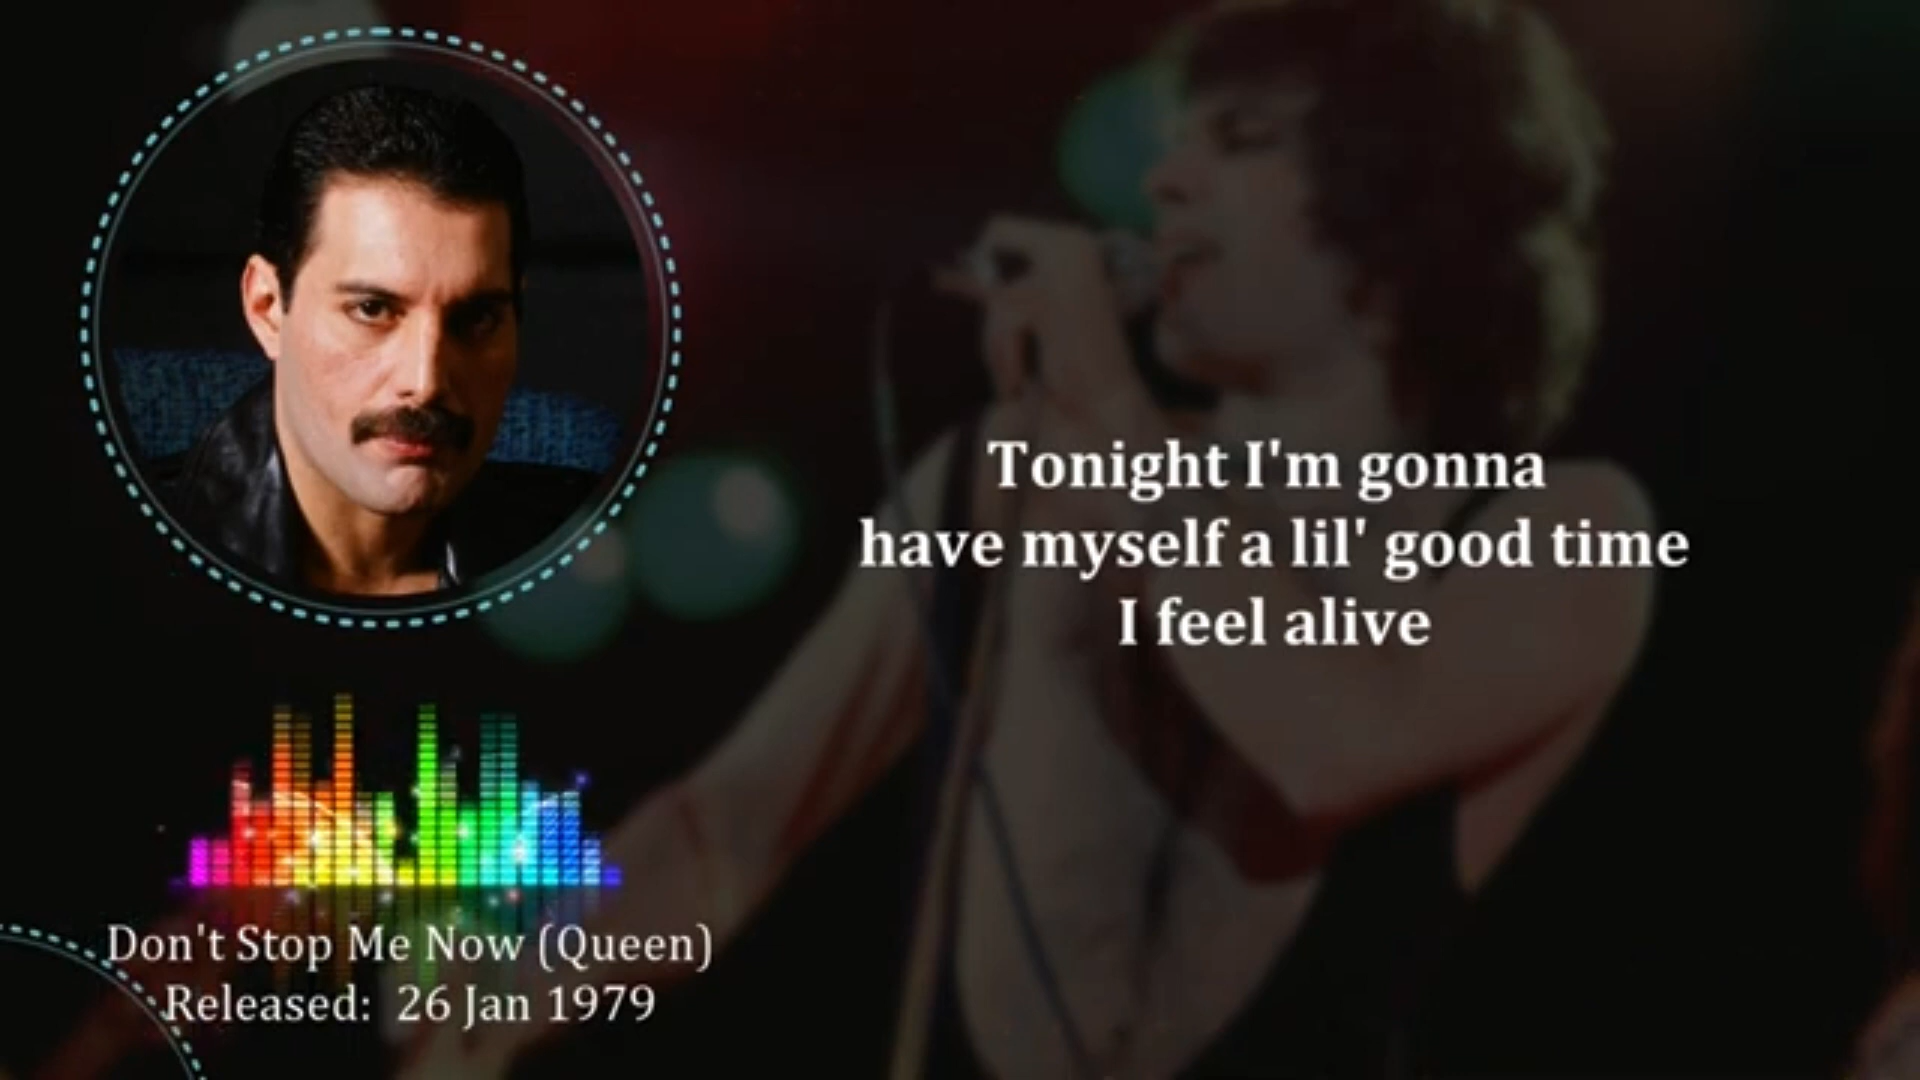 Tonight I'm gonna
have myself a lil' good time
I feel alive
Don't Stop Me Now (Queen)
Released:  26 Jan 1979